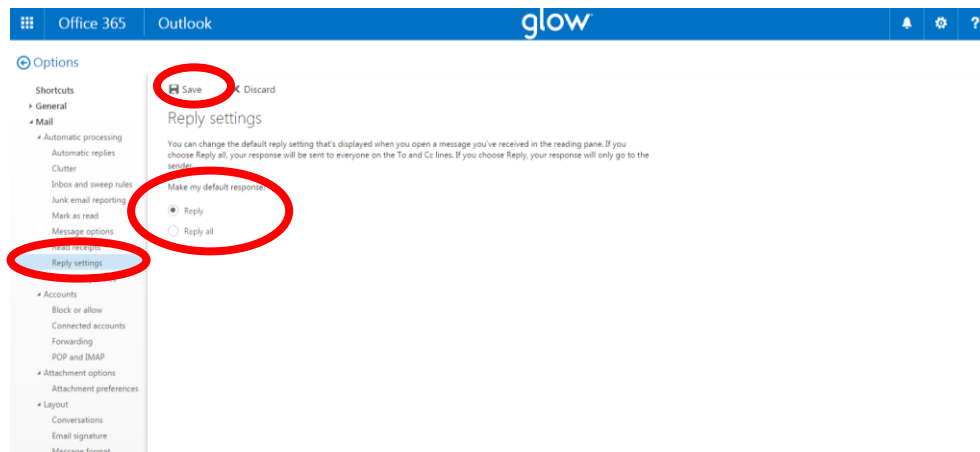 Office 365
Outlook
glow
?
Options
Shortcuts
General
Mail
Automatic processing
Automatic replies
Clutter
Inbox and sweep rules
Junk email reporting
Mark as read
Message options
Read receipts
Reply settings
Accounts
Block or allow
Connected accounts
Forwarding
POP and IMAP
Attachment options
Attachment preferences
Layout
Conversations
Email signature
Message format
Save
Discard
Reply settings
You can change the default reply setting that's displayed when you open a message you've received in the reading pane. If you
choose Reply all, your response will be sent to everyone on the To and Cc lines. If you choose Reply, your response will only go to the
sender.
Make my default response:
Reply
Reply all